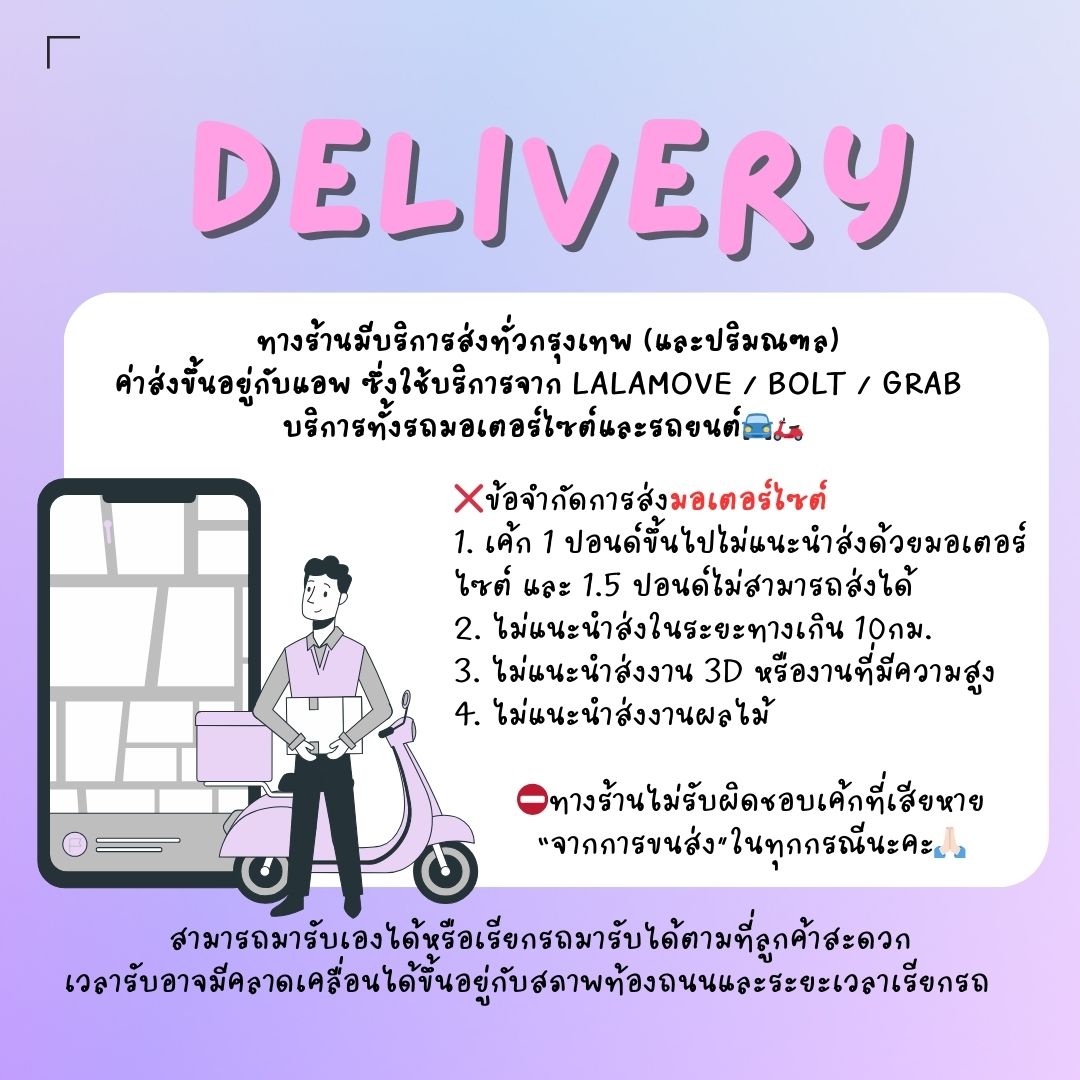 DELIVERY
ทางร้านมีบริการส่งทั่วกรุงเทพ (และปริมณฑล)
ค่าส่งขึ้นอยู่กับแอพ ซึ่งใช้บริการจาก LALAMOVE / BOLT / GRAB
บริการทั้งรถมอเตอร์ไซต์และรถยนต์🚘🛵
❌ข้อจำกัดการส่งมอเตอร์ไซต์
1. เค้ก 1 ปอนด์ขึ้นไปไม่แนะนำส่งด้วยมอเตอร์
ไซต์ และ 1.5 ปอนด์ไม่สามารถส่งได้
2. ไม่แนะนำส่งในระยะทางเกิน 10กม.
3. ไม่แนะนำส่งงาน 3D หรืองานที่มีความสูง
4. ไม่แนะนำส่งงานผลไม้
⛔ทางร้านไม่รับผิดชอบเค้กที่เสียหาย
“จากการขนส่ง”ในทุกกรณีนะคะ🙏🏻
สามารถมารับเองได้หรือเรียกรถมารับได้ตามที่ลูกค้าสะดวก
เวลารับอาจมีคลาดเคลื่อนได้ขึ้นอยู่กับสภาพท้องถนนและระยะเวลาเรียกรถ